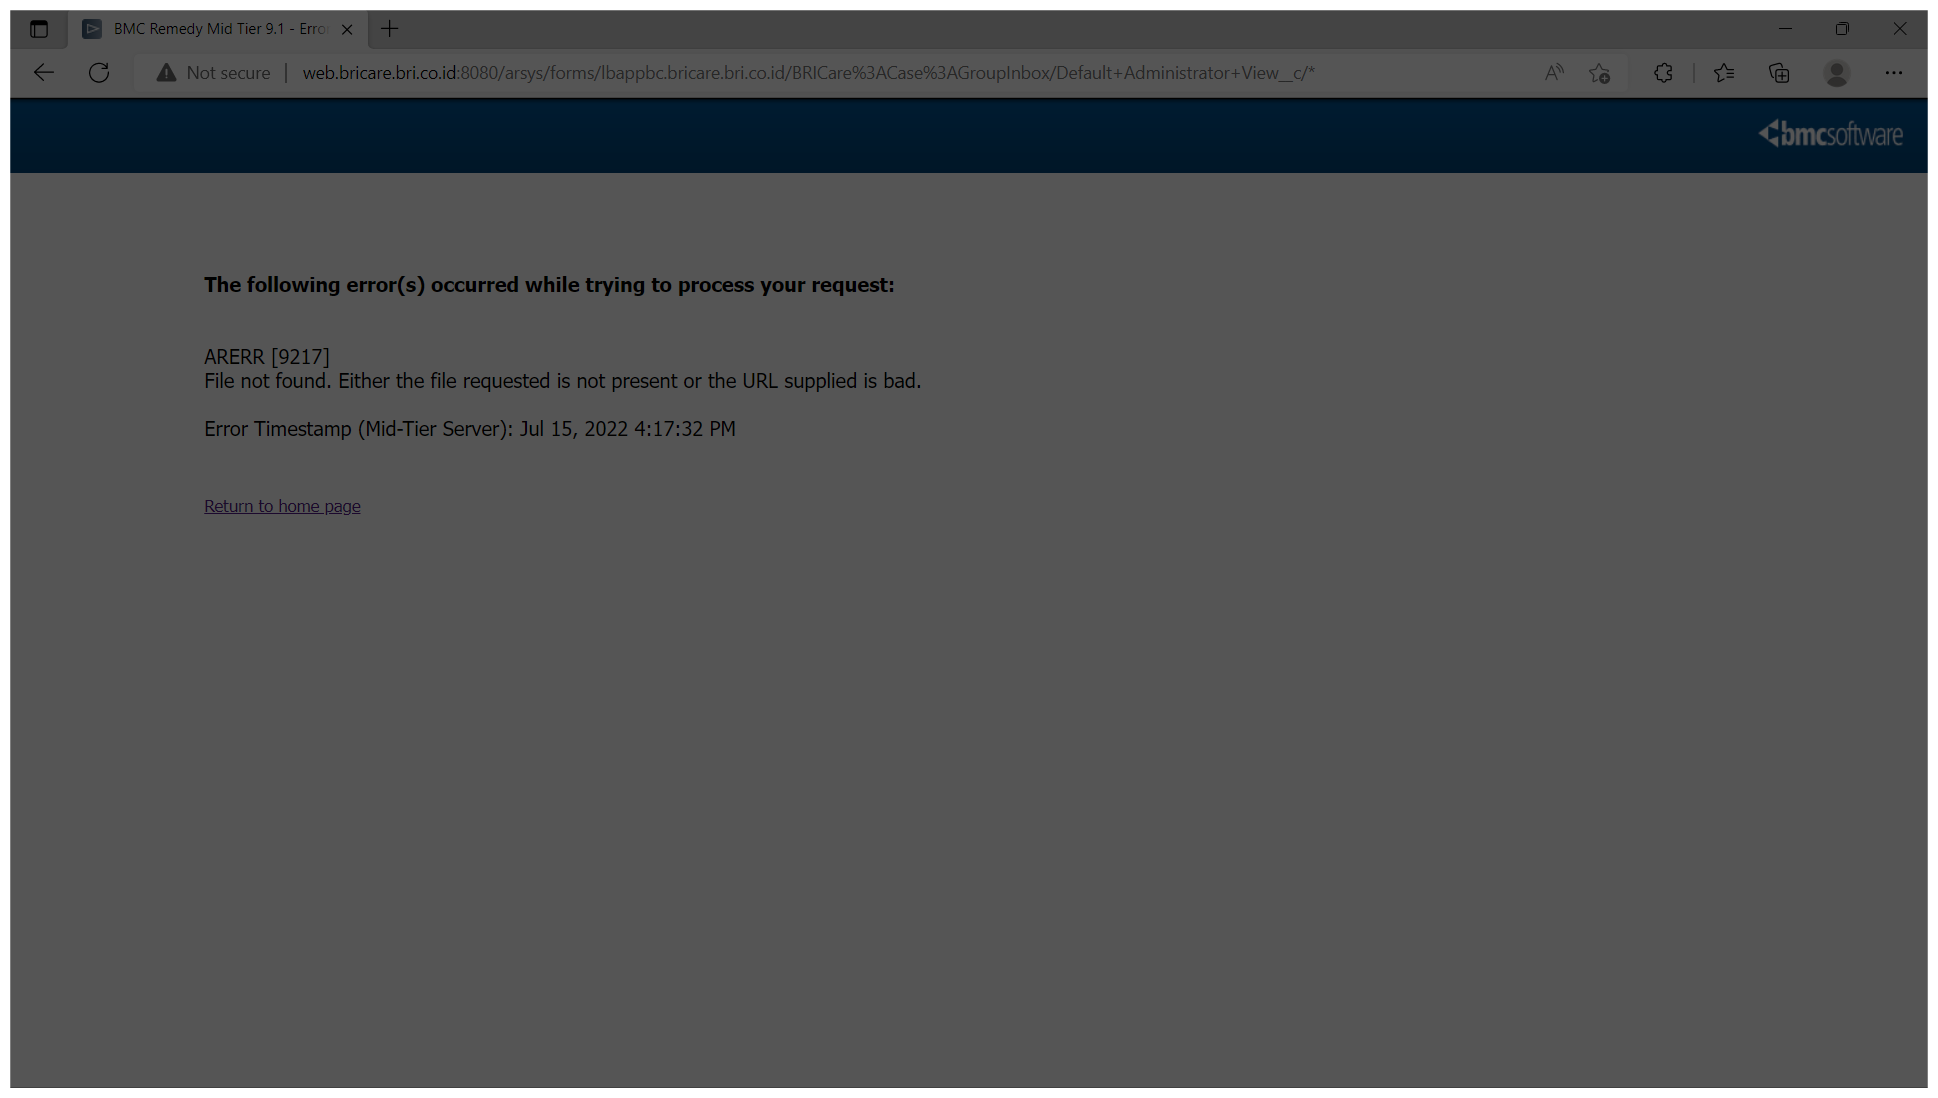 BMC Remedy Mid Tier 9.1 - Erro
Not secure | web.bricare.bri.co.id:8080/arsys/forms/lbappbc.bricare.bri.co.id/BRICare%3ACase%3AGroupInbox/Default+Administrator+View__c/*
bmcsoftware
The following error(s) occurred while trying to process your request:
ARERR [9217]
File not found. Either the file requested is not present or the URL supplied is bad.
Error Timestamp (Mid-Tier Server): Jul 15, 2022 4:17:32 PM
Return to home page